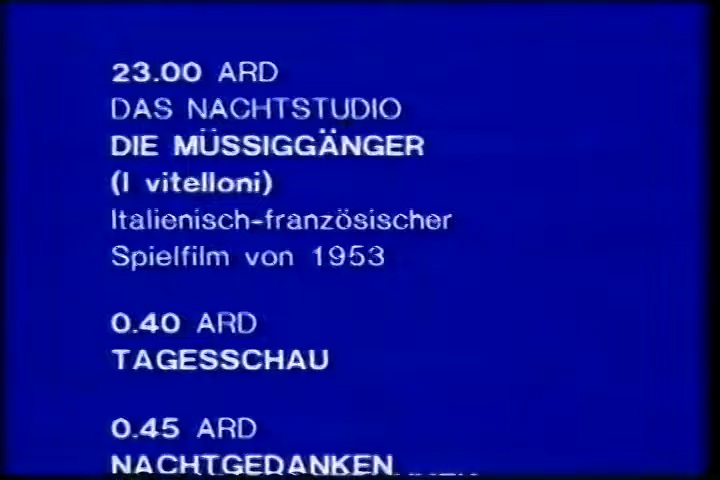 23.00 ARD
DAS NACHTSTUDIO
DIE MÜSSIGGÄNGER
(I vitelloni)
Italienisch-französischer
Spielfilm von 1953
0.40 ARD
TAGESSCHAU
0.45 ARD
NACHTGEDANKEN